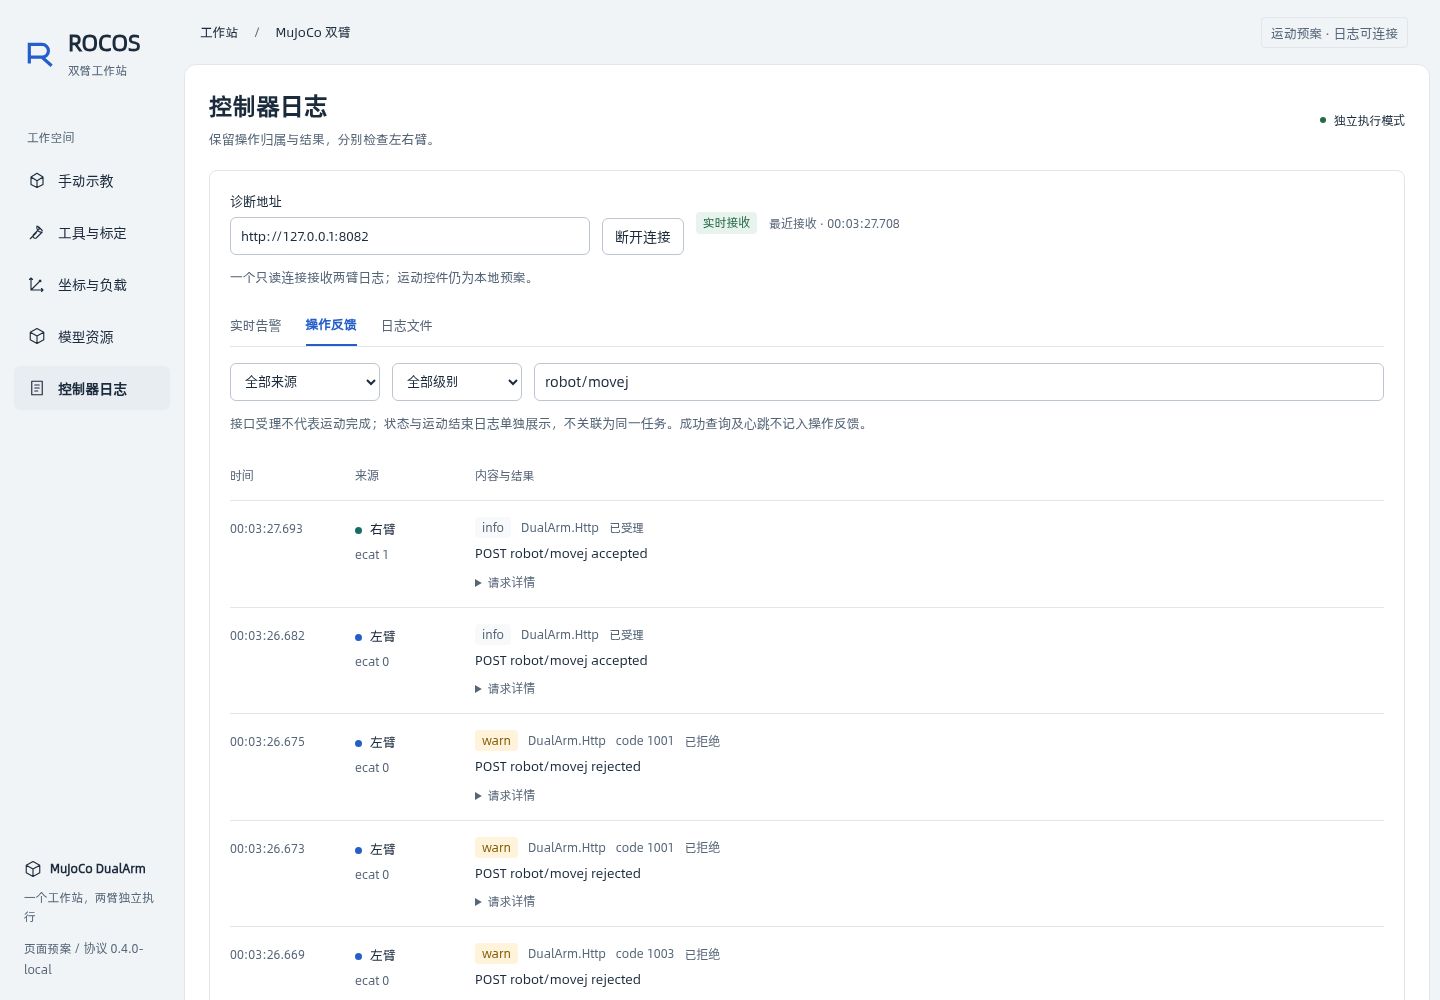 ROCOS
双臂工作站
工作空间
手动示教
工具与标定
坐标与负载
模型资源
控制器日志
MuJoCo DualArm
一个工作站，两臂独立执
行
页面预案 / 协议 0.4.0-
local
工作站 / MuJoCo 双臂
运动预案 · 日志可连接
控制器日志
保留操作归属与结果，分别检查左右臂。
独立执行模式
诊断地址
http://127.0.0.1:8082
断开连接
实时接收
最近接收 · 00:03:27.708
一个只读连接接收两臂日志；运动控件仍为本地预案。
实时告警 操作反馈 日志文件
全部来源 全部级别 robot/movej
接口受理不代表运动完成；状态与运动结束日志单独展示，不关联为同一任务。成功查询及心跳不记入操作反馈。
时间 来源 内容与结果
00:03:27.693 右臂 info DualArm.Http 已受理
ecat 1 POST robot/movej accepted
请求详情
00:03:26.682 左臂 info DualArm.Http 已受理
ecat 0 POST robot/movej accepted
请求详情
00:03:26.675 左臂 warn DualArm.Http code 1001 已拒绝
ecat 0 POST robot/movej rejected
请求详情
00:03:26.673 左臂 warn DualArm.Http code 1001 已拒绝
ecat 0 POST robot/movej rejected
请求详情
00:03:26.669 左臂 warn DualArm.Http code 1003 已拒绝
ecat 0 POST robot/movej rejected